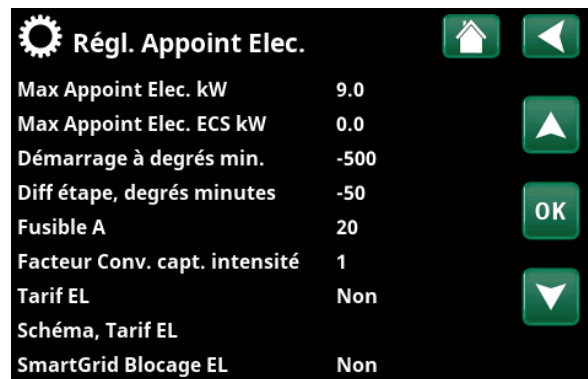 Régl. Appoint Elec.
Max Appoint Elec. kW 9.0
Max Appoint Elec. ECS kW 0.0
Démarrage à degrés min. -500
Diff étape, degrés minutes -50
OK
Fusible A 20
Facteur Conv. capt. intensité 1
Tarif EL Non
Schéma, Tarif EL
SmartGrid Blocage EL Non